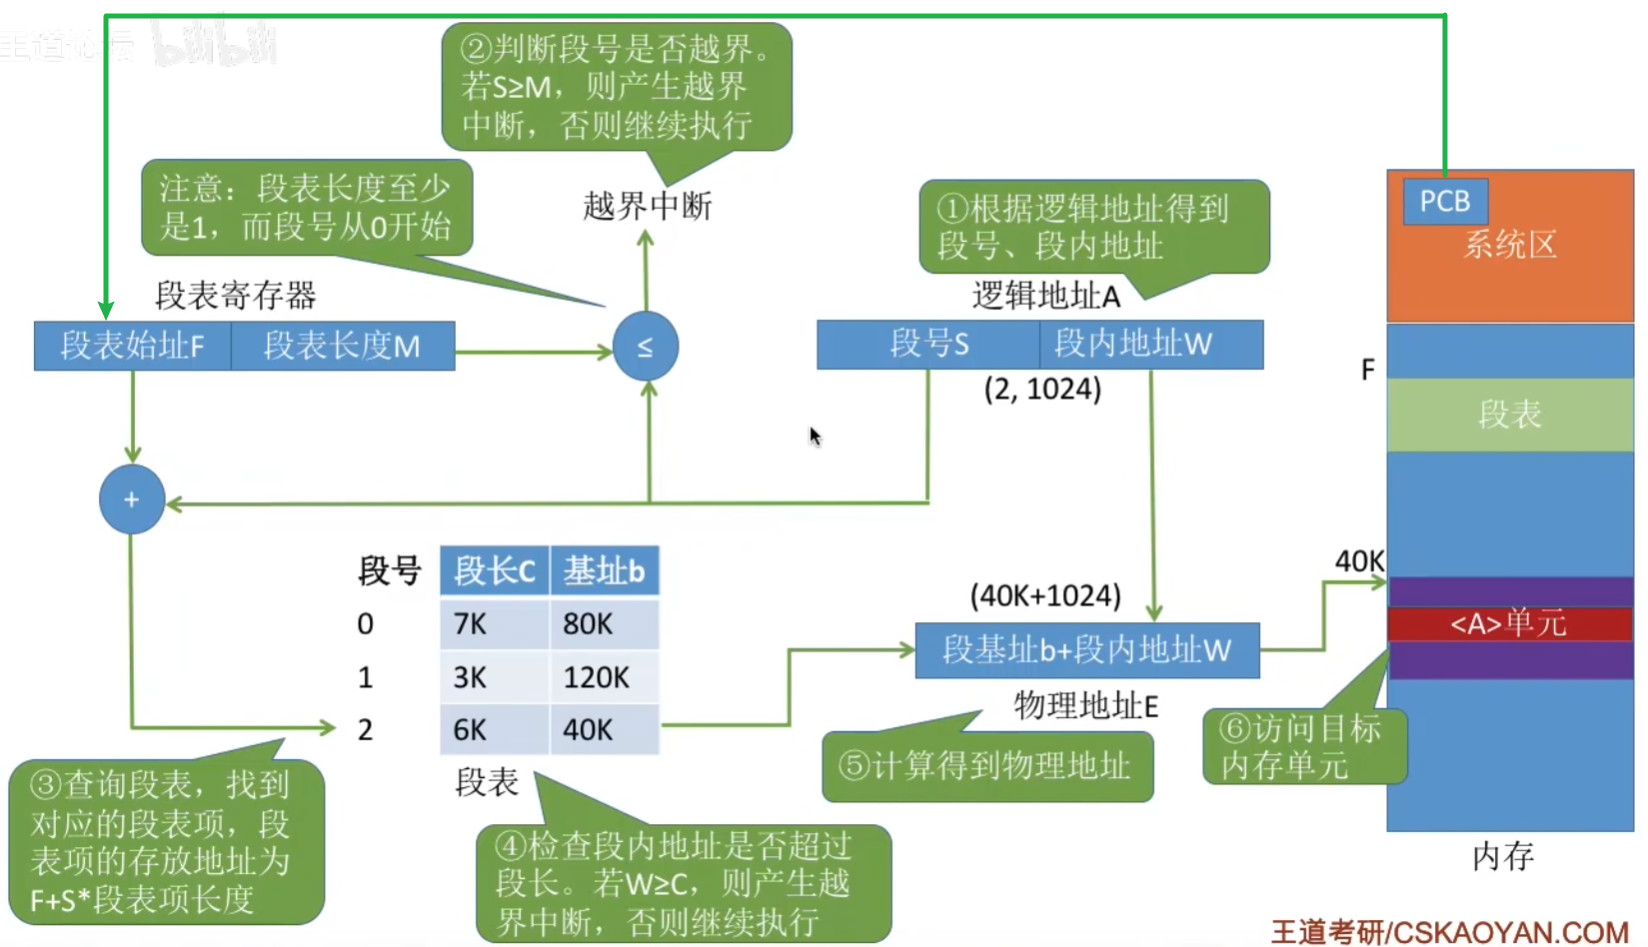 王道论坛 bilibili
②判断段号是否越界。
若S≥M，则产生越界
中断，否则继续执行
注意：段表长度至少
是1，而段号从0开始
越界中断
①根据逻辑地址得到
段号、段内地址
PCB
系统区
段表寄存器
逻辑地址A
段表始址F 段表长度M
≤
段号S 段内地址W
(2, 1024)
F
段表
+
40K
段号 段长C 基址b
0 7K 80K
1 3K 120K
2 6K 40K
段表
(40K+1024)
段基址b+段内地址W
物理地址E
<A>单元
③查询段表，找到
对应的段表项，段
表项的存放地址为
F+S*段表项长度
④检查段内地址是否超过
段长。若W≥C，则产生越
界中断，否则继续执行
⑤计算得到物理地址
⑥访问目标
内存单元
内存
王道考研/CSKAOYAN.COM